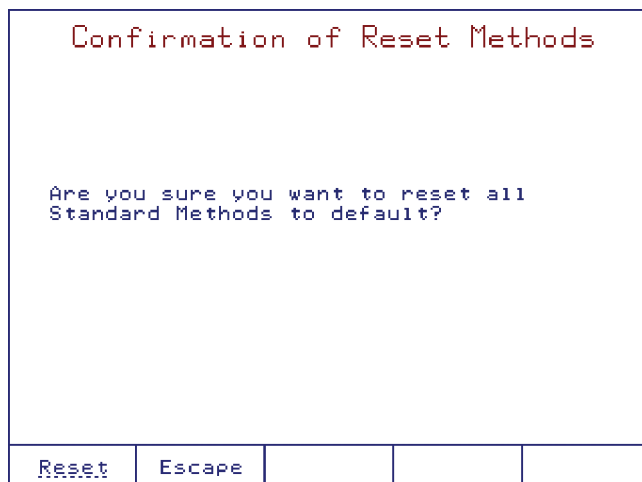 Confirmation of Reset Methods
Are you sure you want to reset all
Standard Methods to default?
Reset Escape